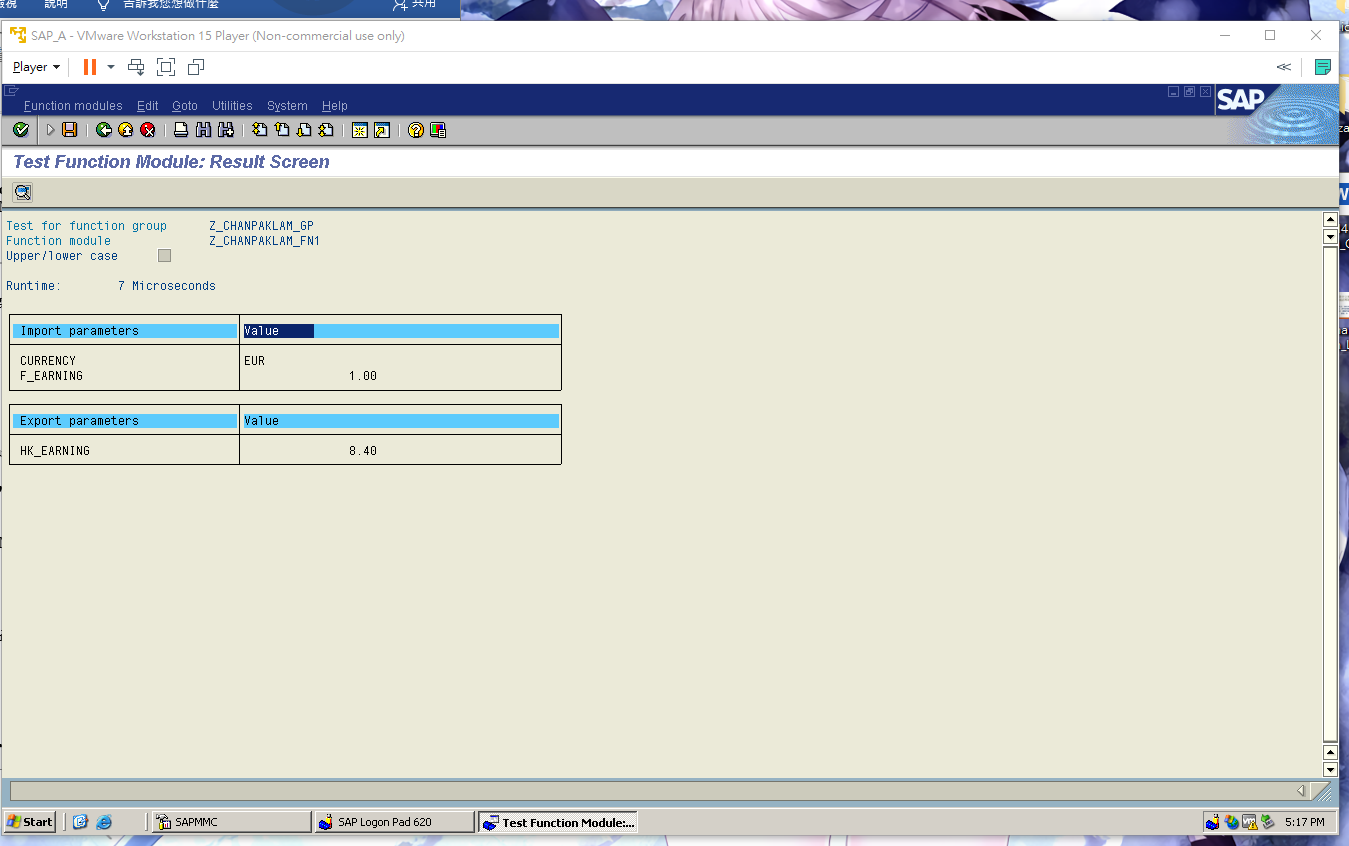 說明 告訴我您想做什麼 共用
SAP_A - VMware Workstation 15 Player (Non-commercial use only)
Player
Function modules Edit Goto Utilities System Help
SAP
Test Function Module: Result Screen
Test for function group Z_CHANPAKLAM_GP
Function module Z_CHANPAKLAM_FN1
Upper/lower case
Runtime: 7 Microseconds
Import parameters Value
CURRENCY EUR
F_EARNING 1.00
Export parameters Value
HK_EARNING 8.40
Start SAPMMC SAP Logon Pad 620 Test Function Module:... 5:17 PM